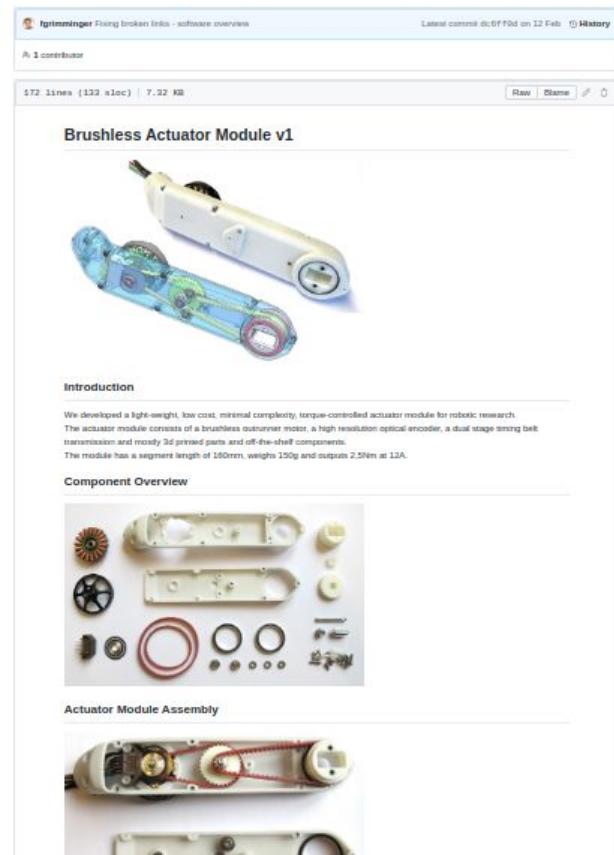 fgrimminger Fixing broken links - software overview
Latest commit dc6ff0d on 12 Feb History
1 contributor
172 lines (133 sloc) 7.32 KB
Raw Blame
Brushless Actuator Module v1
Introduction
We developed a light-weight, low cost, minimal complexity, torque-controlled actuator module for robotic research.
The actuator module consists of a brushless outrunner motor, a high resolution optical encoder, a dual stage timing belt
transmission and mostly 3d printed parts and off-the-shelf components.
The module has a segment length of 160mm, weighs 150g and outputs 2,5Nm at 12A.
Component Overview
Actuator Module Assembly